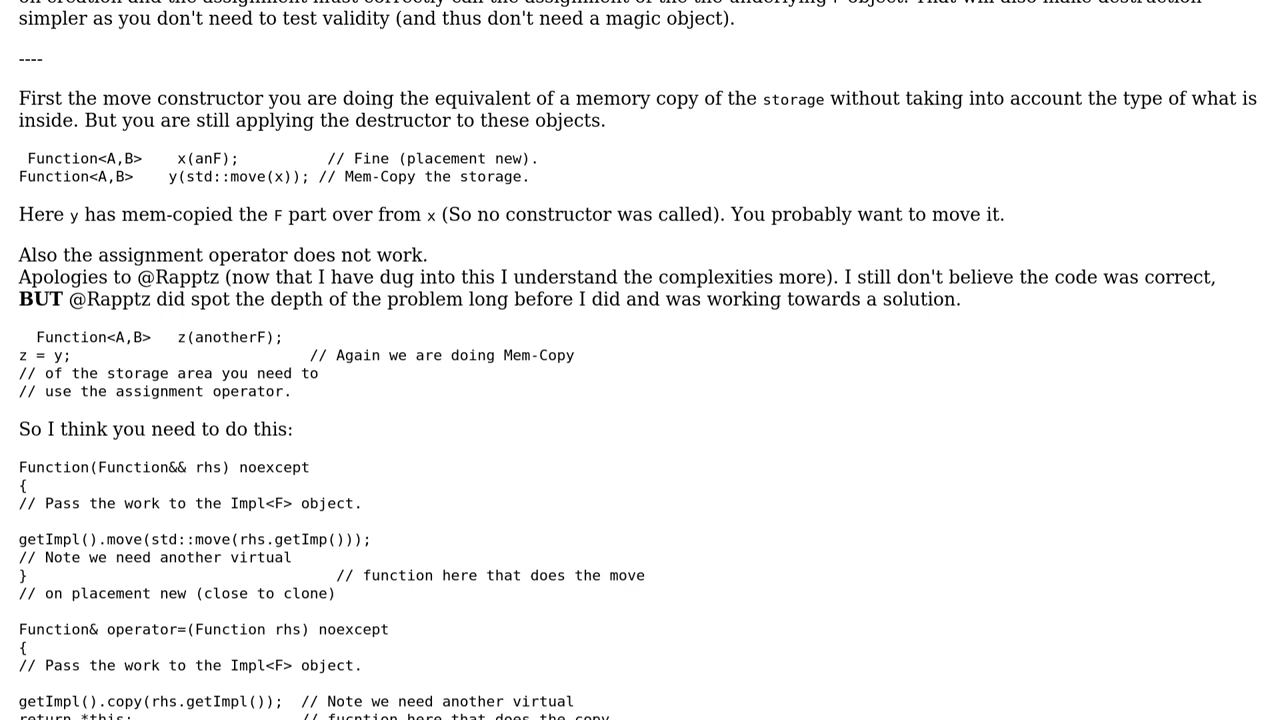 simpler as you don't need to test validity (and thus don't need a magic object).
----
First the move constructor you are doing the equivalent of a memory copy of the storage without taking into account the type of what is
inside. But you are still applying the destructor to these objects.
Function<A,B>    x(anF);          // Fine (placement new).
Function<A,B>    y(std::move(x)); // Mem-Copy the storage.
Here y has mem-copied the F part over from x (So no constructor was called). You probably want to move it.
Also the assignment operator does not work.
Apologies to @Rapptz (now that I have dug into this I understand the complexities more). I still don't believe the code was correct,
BUT @Rapptz did spot the depth of the problem long before I did and was working towards a solution.
Function<A,B>   z(anotherF);
z = y;                           // Again we are doing Mem-Copy
// of the storage area you need to
// use the assignment operator.
So I think you need to do this:
Function(Function&& rhs) noexcept
{
// Pass the work to the Impl<F> object.
getImpl().move(std::move(rhs.getImp()));
// Note we need another virtual
}                                   // function here that does the move
// on placement new (close to clone)
Function& operator=(Function rhs) noexcept
{
// Pass the work to the Impl<F> object.
getImpl().copy(rhs.getImpl());  // Note we need another virtual
return *this;                   // fucntion here that does the copy